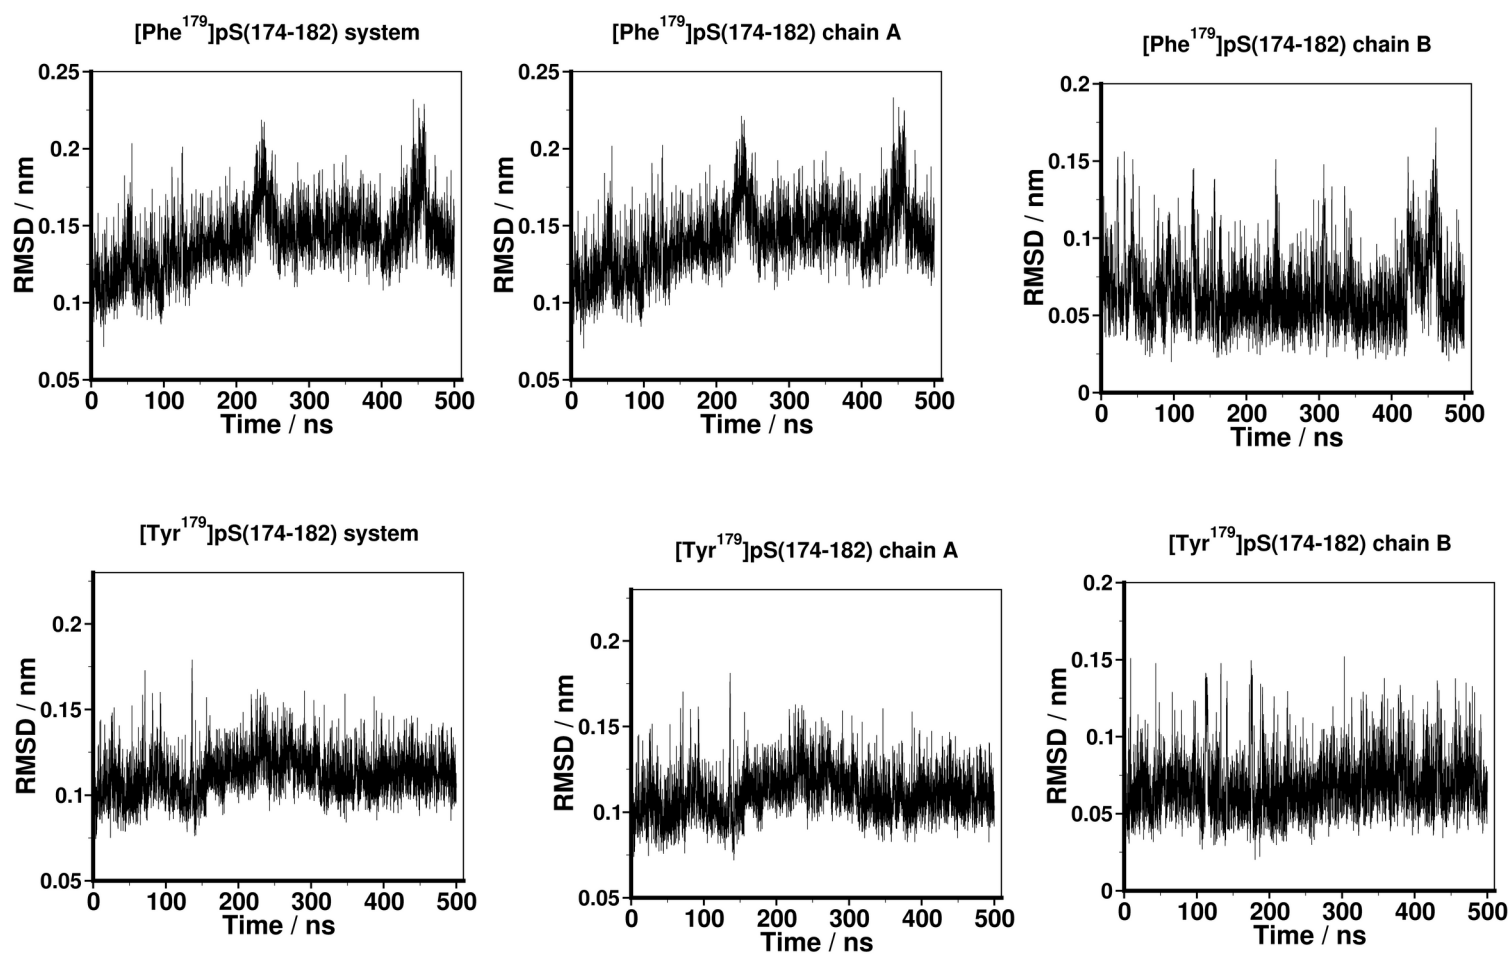 [Phe179]pS(174-182) system
0.25
0.2
0.15
0.1
0.05
RMSD / nm
0 100 200 300 400 500
Time / ns
[Phe179]pS(174-182) chain A
0.25
0.2
0.15
0.1
0.05
RMSD / nm
0 100 200 300 400 500
Time / ns
[Phe179]pS(174-182) chain B
0.2
0.15
0.1
0.05
0
RMSD / nm
0 100 200 300 400 500
Time / ns
[Tyr179]pS(174-182) system
0.2
0.15
0.1
0.05
RMSD / nm
0 100 200 300 400 500
Time / ns
[Tyr179]pS(174-182) chain A
0.2
0.15
0.1
0.05
RMSD / nm
0 100 200 300 400 500
Time / ns
[Tyr179]pS(174-182) chain B
0.2
0.15
0.1
0.05
0
RMSD / nm
0 100 200 300 400 500
Time / ns